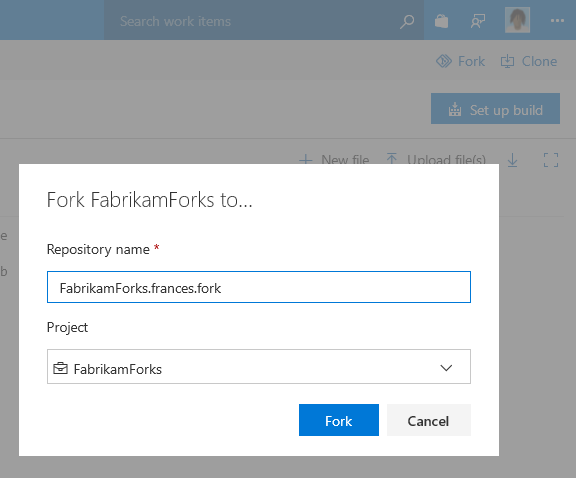 Search work items
Fork Clone
Set up build
New file Upload file(s)
Fork FabrikamForks to...
e
Repository name *
b
FabrikamForks.frances.fork
Project
FabrikamForks
Fork Cancel